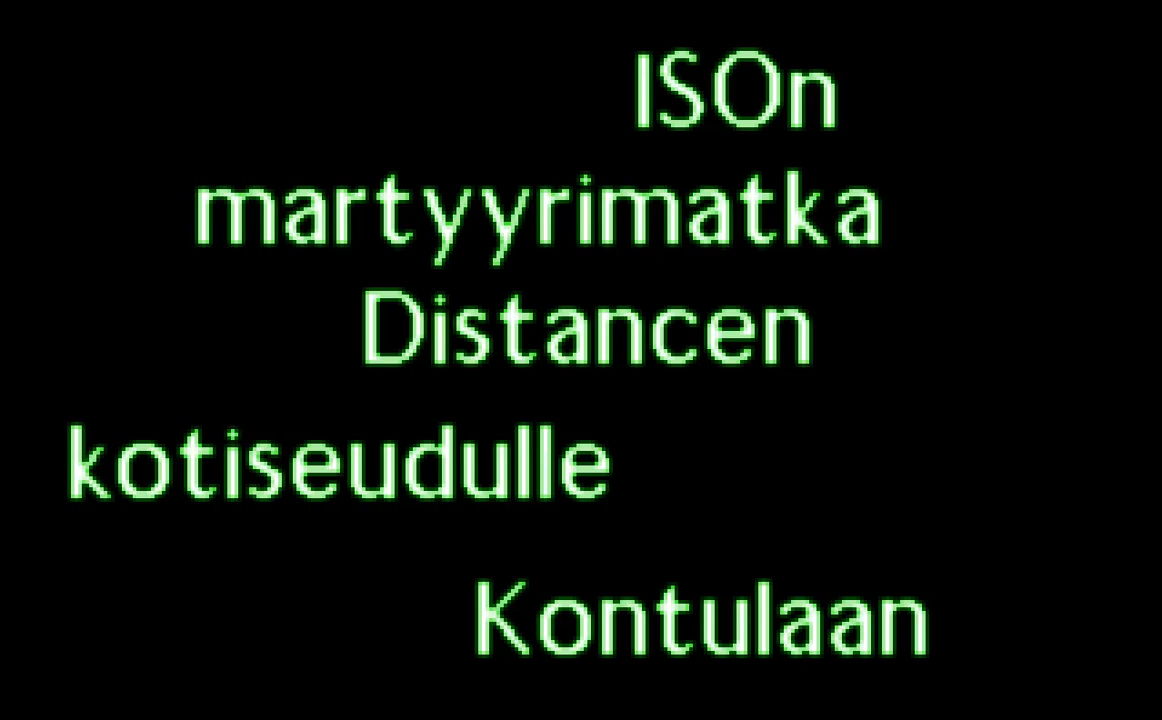 ISOn
martyyrimatka
Distancen
kotiseudulle
Kontulaan